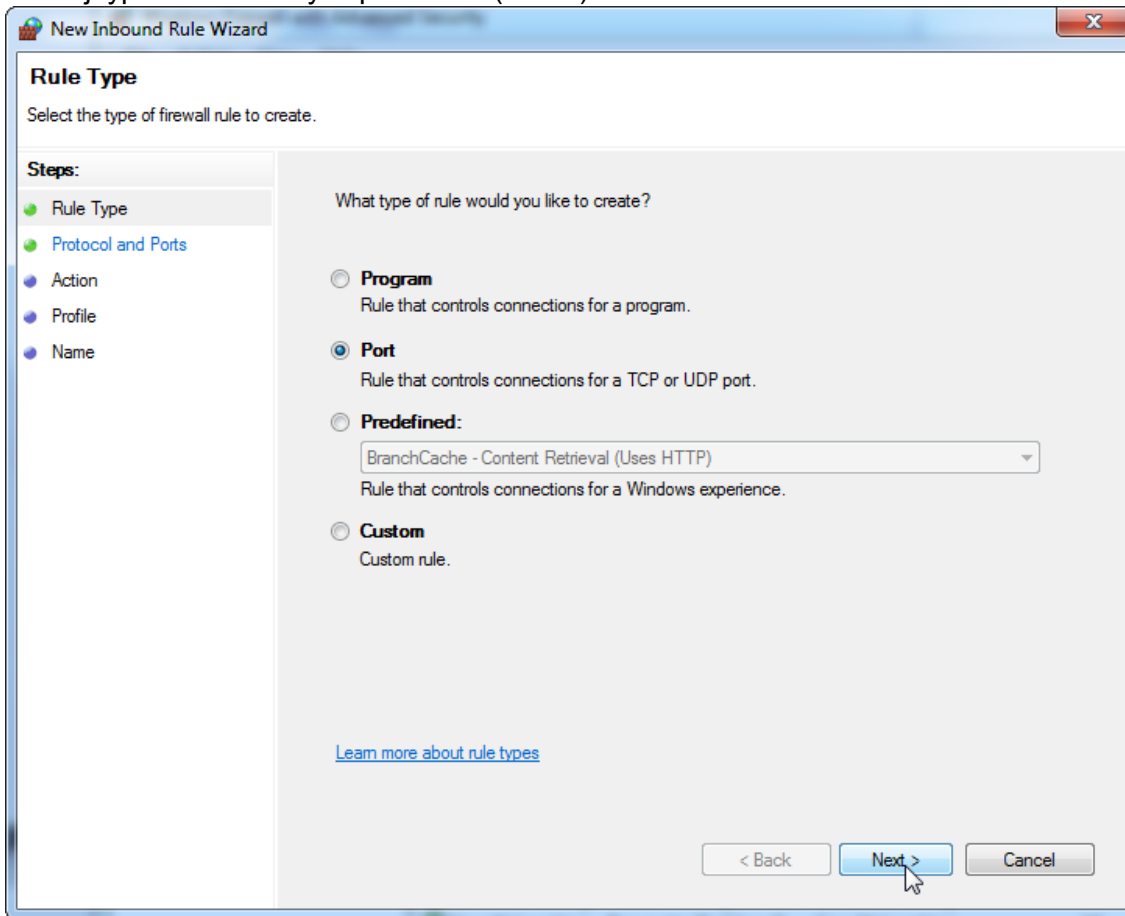 New Inbound Rule Wizard
Rule Type
Select the type of firewall rule to create.
Steps:
Rule Type
Protocol and Ports
Action
Profile
Name
What type of rule would you like to create?
Program
Rule that controls connections for a program.
Port
Rule that controls connections for a TCP or UDP port.
Predefined:
BranchCache - Content Retrieval (Uses HTTP)
Rule that controls connections for a Windows experience.
Custom
Custom rule.
Learn more about rule types
< Back
Next >
Cancel